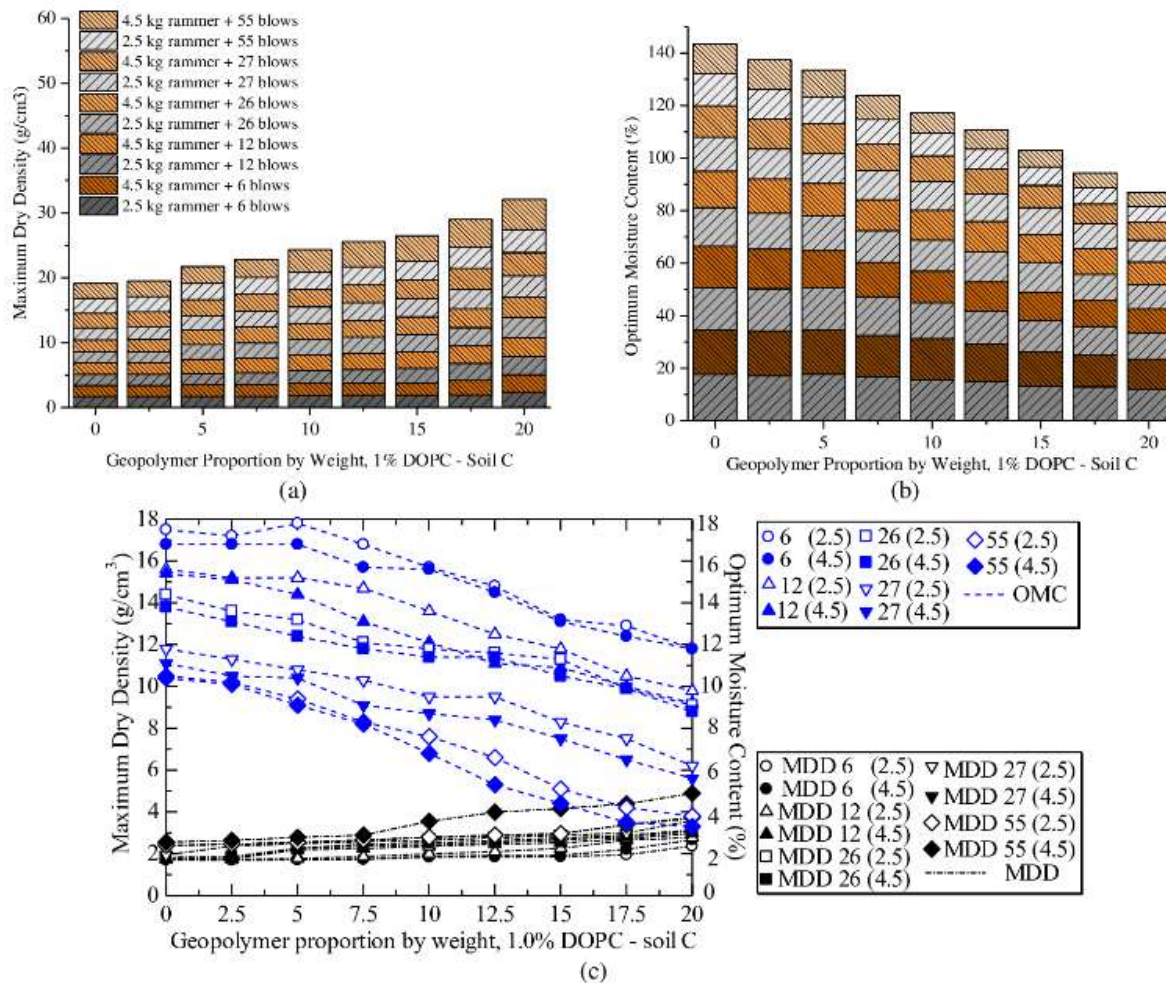 60
50
40
30
20
10
0
Maximum Dry Density (g/cm3)
4.5 kg rammer + 55 blows
2.5 kg rammer + 55 blows
4.5 kg rammer + 27 blows
2.5 kg rammer + 27 blows
4.5 kg rammer + 26 blows
2.5 kg rammer + 26 blows
4.5 kg rammer + 12 blows
2.5 kg rammer + 12 blows
4.5 kg rammer + 6 blows
2.5 kg rammer + 6 blows
0 5 10 15 20
Geopolymer Proportion by Weight, 1% DOPC - Soil C
(a)
140
120
100
80
60
40
20
0
Optimum Moisture Content (%)
0 5 10 15 20
Geopolymer Proportion by Weight, 1% DOPC - Soil C
(b)
18
16
14
12
10
8
6
4
2
0
Maximum Dry Density (g/cm³)
18
16
14
12
10
8
6
4
2
0
Optimum Moisture Content (%)
0 2.5 5 7.5 10 12.5 15 17.5 20
Geopolymer proportion by weight, 1.0% DOPC - soil C
6 (2.5)
6 (4.5)
12 (2.5)
12 (4.5)
26 (2.5)
26 (4.5)
27 (2.5)
27 (4.5)
55 (2.5)
55 (4.5)
OMC
MDD 6 (2.5)
MDD 6 (4.5)
MDD 12 (2.5)
MDD 12 (4.5)
MDD 26 (2.5)
MDD 26 (4.5)
MDD 27 (2.5)
MDD 27 (4.5)
MDD 55 (2.5)
MDD 55 (4.5)
MDD
(c)